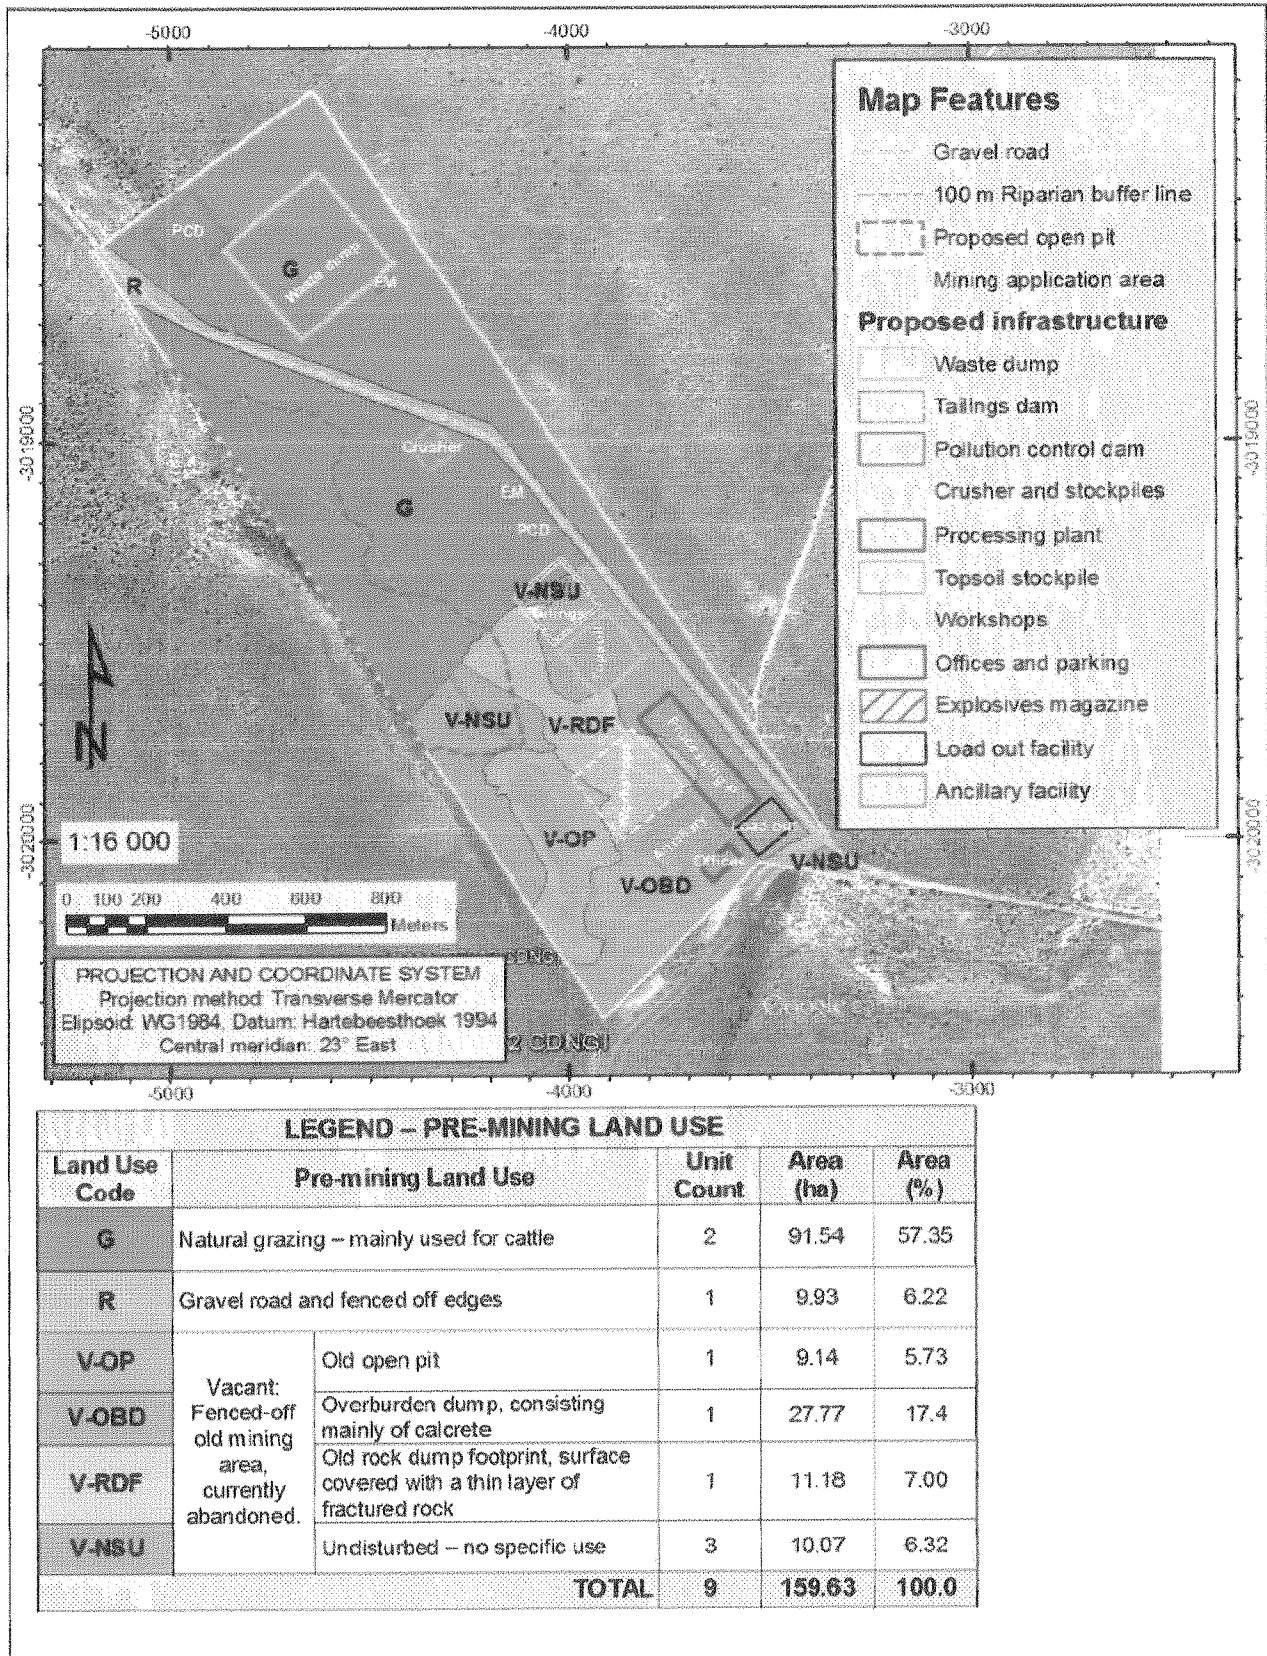 -5000 -4000 -3000
Map Features
Gravel road
100 m Riparian buffer line
Proposed open pit
Mining application area
Proposed infrastructure
Waste dump
Tailings dam
Pollution control dam
Crusher and stockpiles
Processing plant
Topsoil stockpile
Workshops
Offices and parking
Explosives magazine
Load out facility
Ancillary facility
PCD
G
Waste dump
R
-3019000
-3019000
Crusher
EM
G
PCD
V-NSU
V-NSU
V-RDF
N
V-OP
V-OBD
V-NSU
-3020000
-3020000
1:16 000
0 100 200 400 600 800
Meters
PROJECTION AND COORDINATE SYSTEM
Projection method: Transverse Mercator
Elipsoid: WG1984, Datum: Hartebeesthoek 1994
Central meridian: 23° East
-5000 -4000 -3000
LEGEND – PRE-MINING LAND USE
Land Use Code Pre-mining Land Use Unit Count Area (ha) Area (%)
G Natural grazing – mainly used for cattle 2 91.54 57.35
R Gravel road and fenced off edges 1 9.93 6.22
Vacant: Fenced-off old mining area, currently abandoned.
V-OP Old open pit 1 9.14 5.73
V-OBD Overburden dump, consisting mainly of calcrete 1 27.77 17.4
V-RDF Old rock dump footprint, surface covered with a thin layer of fractured rock 1 11.18 7.00
V-NSU Undisturbed – no specific use 3 10.07 6.32
TOTAL 9 159.63 100.0